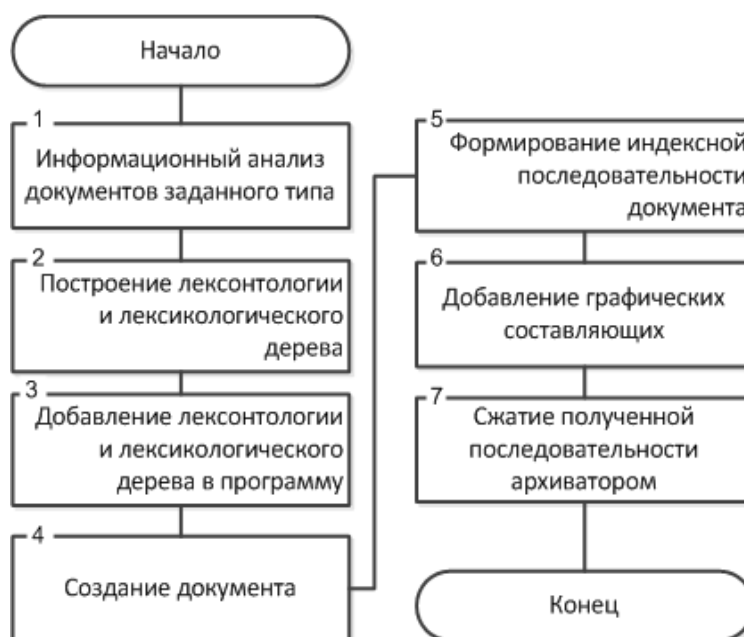 Начало
1
Информационный анализ
документов заданного типа
2
Построение лексонтологии
и лексикологического
дерева
3
Добавление лексонтологии
и лексикологического
дерева в программу
4
Создание документа
5
Формирование индексной
последовательности
документа
6
Добавление графических
составляющих
7
Сжатие полученной
последовательности
архиватором
Конец